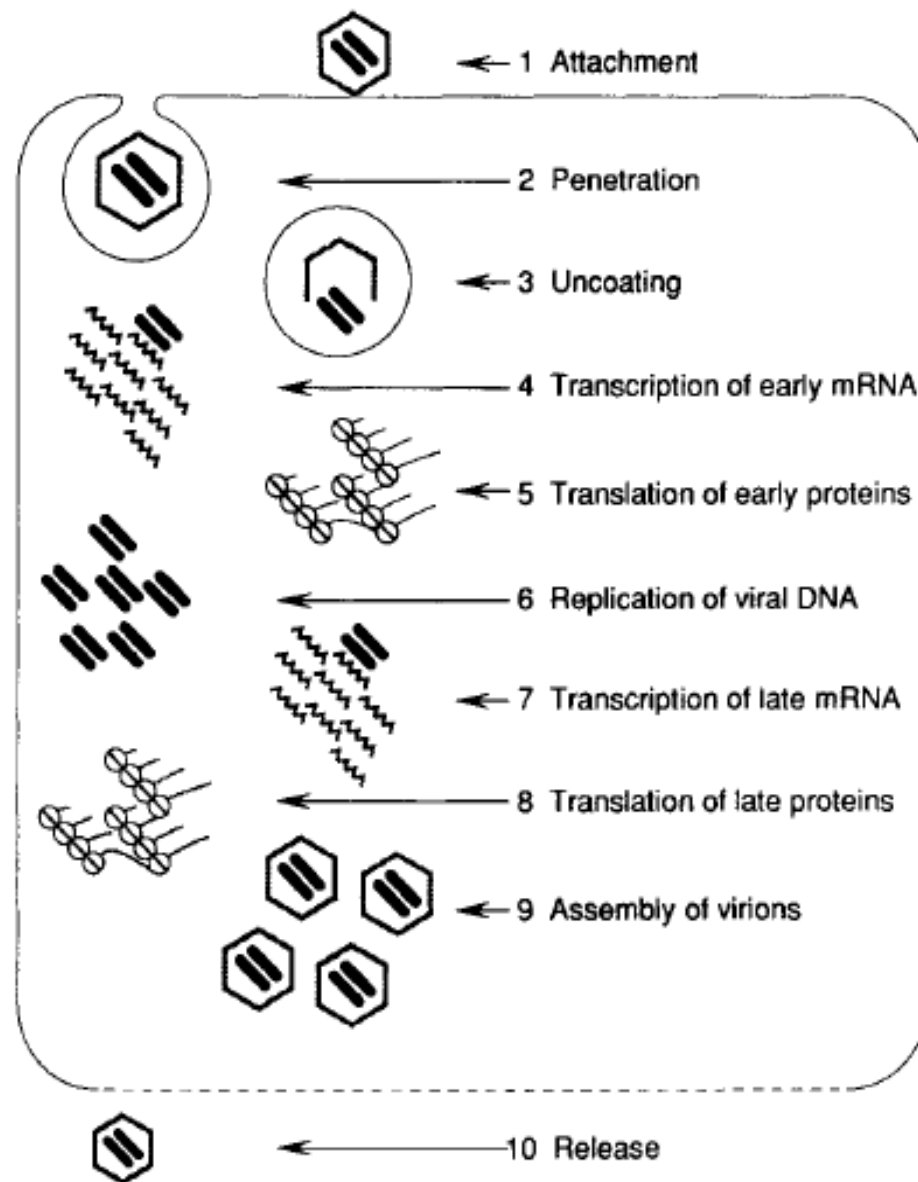 1 Attachment
2 Penetration
3 Uncoating
4 Transcription of early mRNA
5 Translation of early proteins
6 Replication of viral DNA
7 Transcription of late mRNA
8 Translation of late proteins
9 Assembly of virions
10 Release